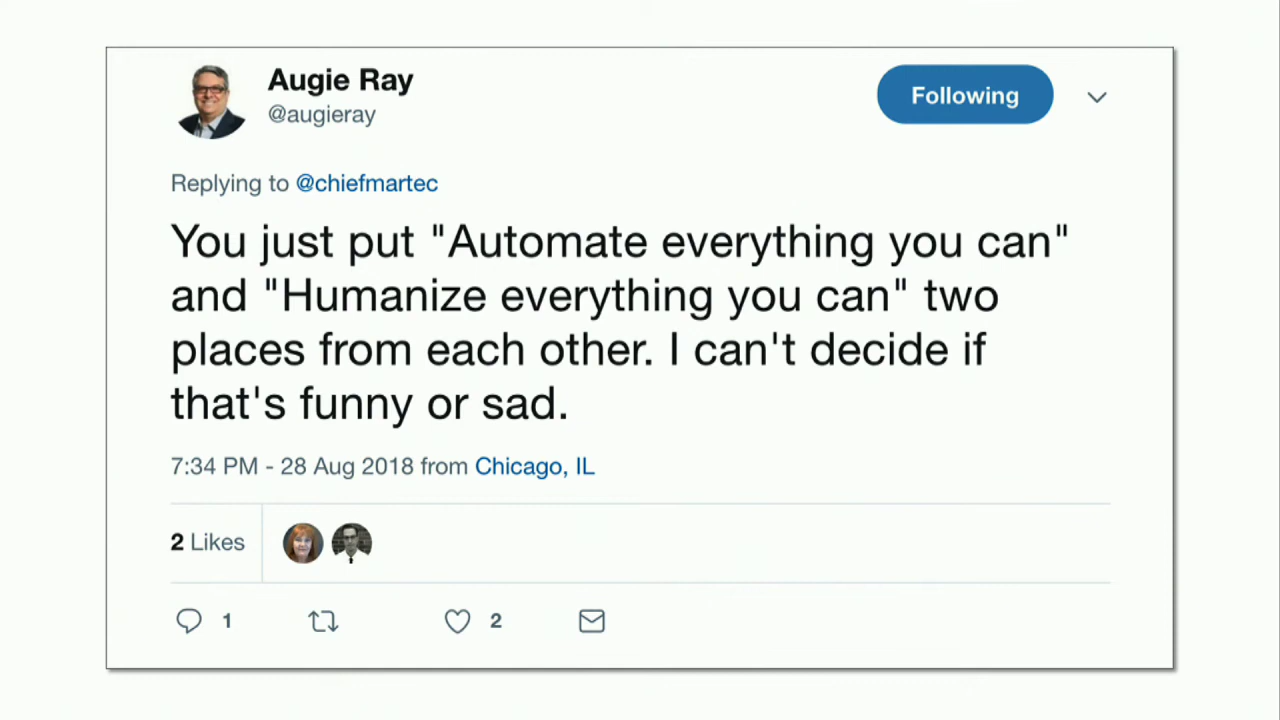 Augie Ray
@augieray
Following
Replying to @chiefmartec
You just put "Automate everything you can"
and "Humanize everything you can" two
places from each other. I can't decide if
that's funny or sad.
7:34 PM - 28 Aug 2018 from Chicago, IL
2 Likes
1
2